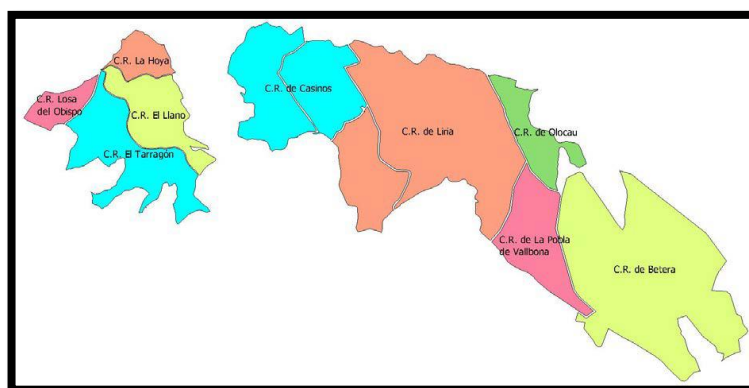 C.R. La Hoya
C.R. Losa
del Obispo
C.R. El Llano
C.R. El Tarragón
C.R. de Casinos
C.R. de Liria
C.R. de Olocau
C.R. de La Pobla
de Vallbona
C.R. de Betera